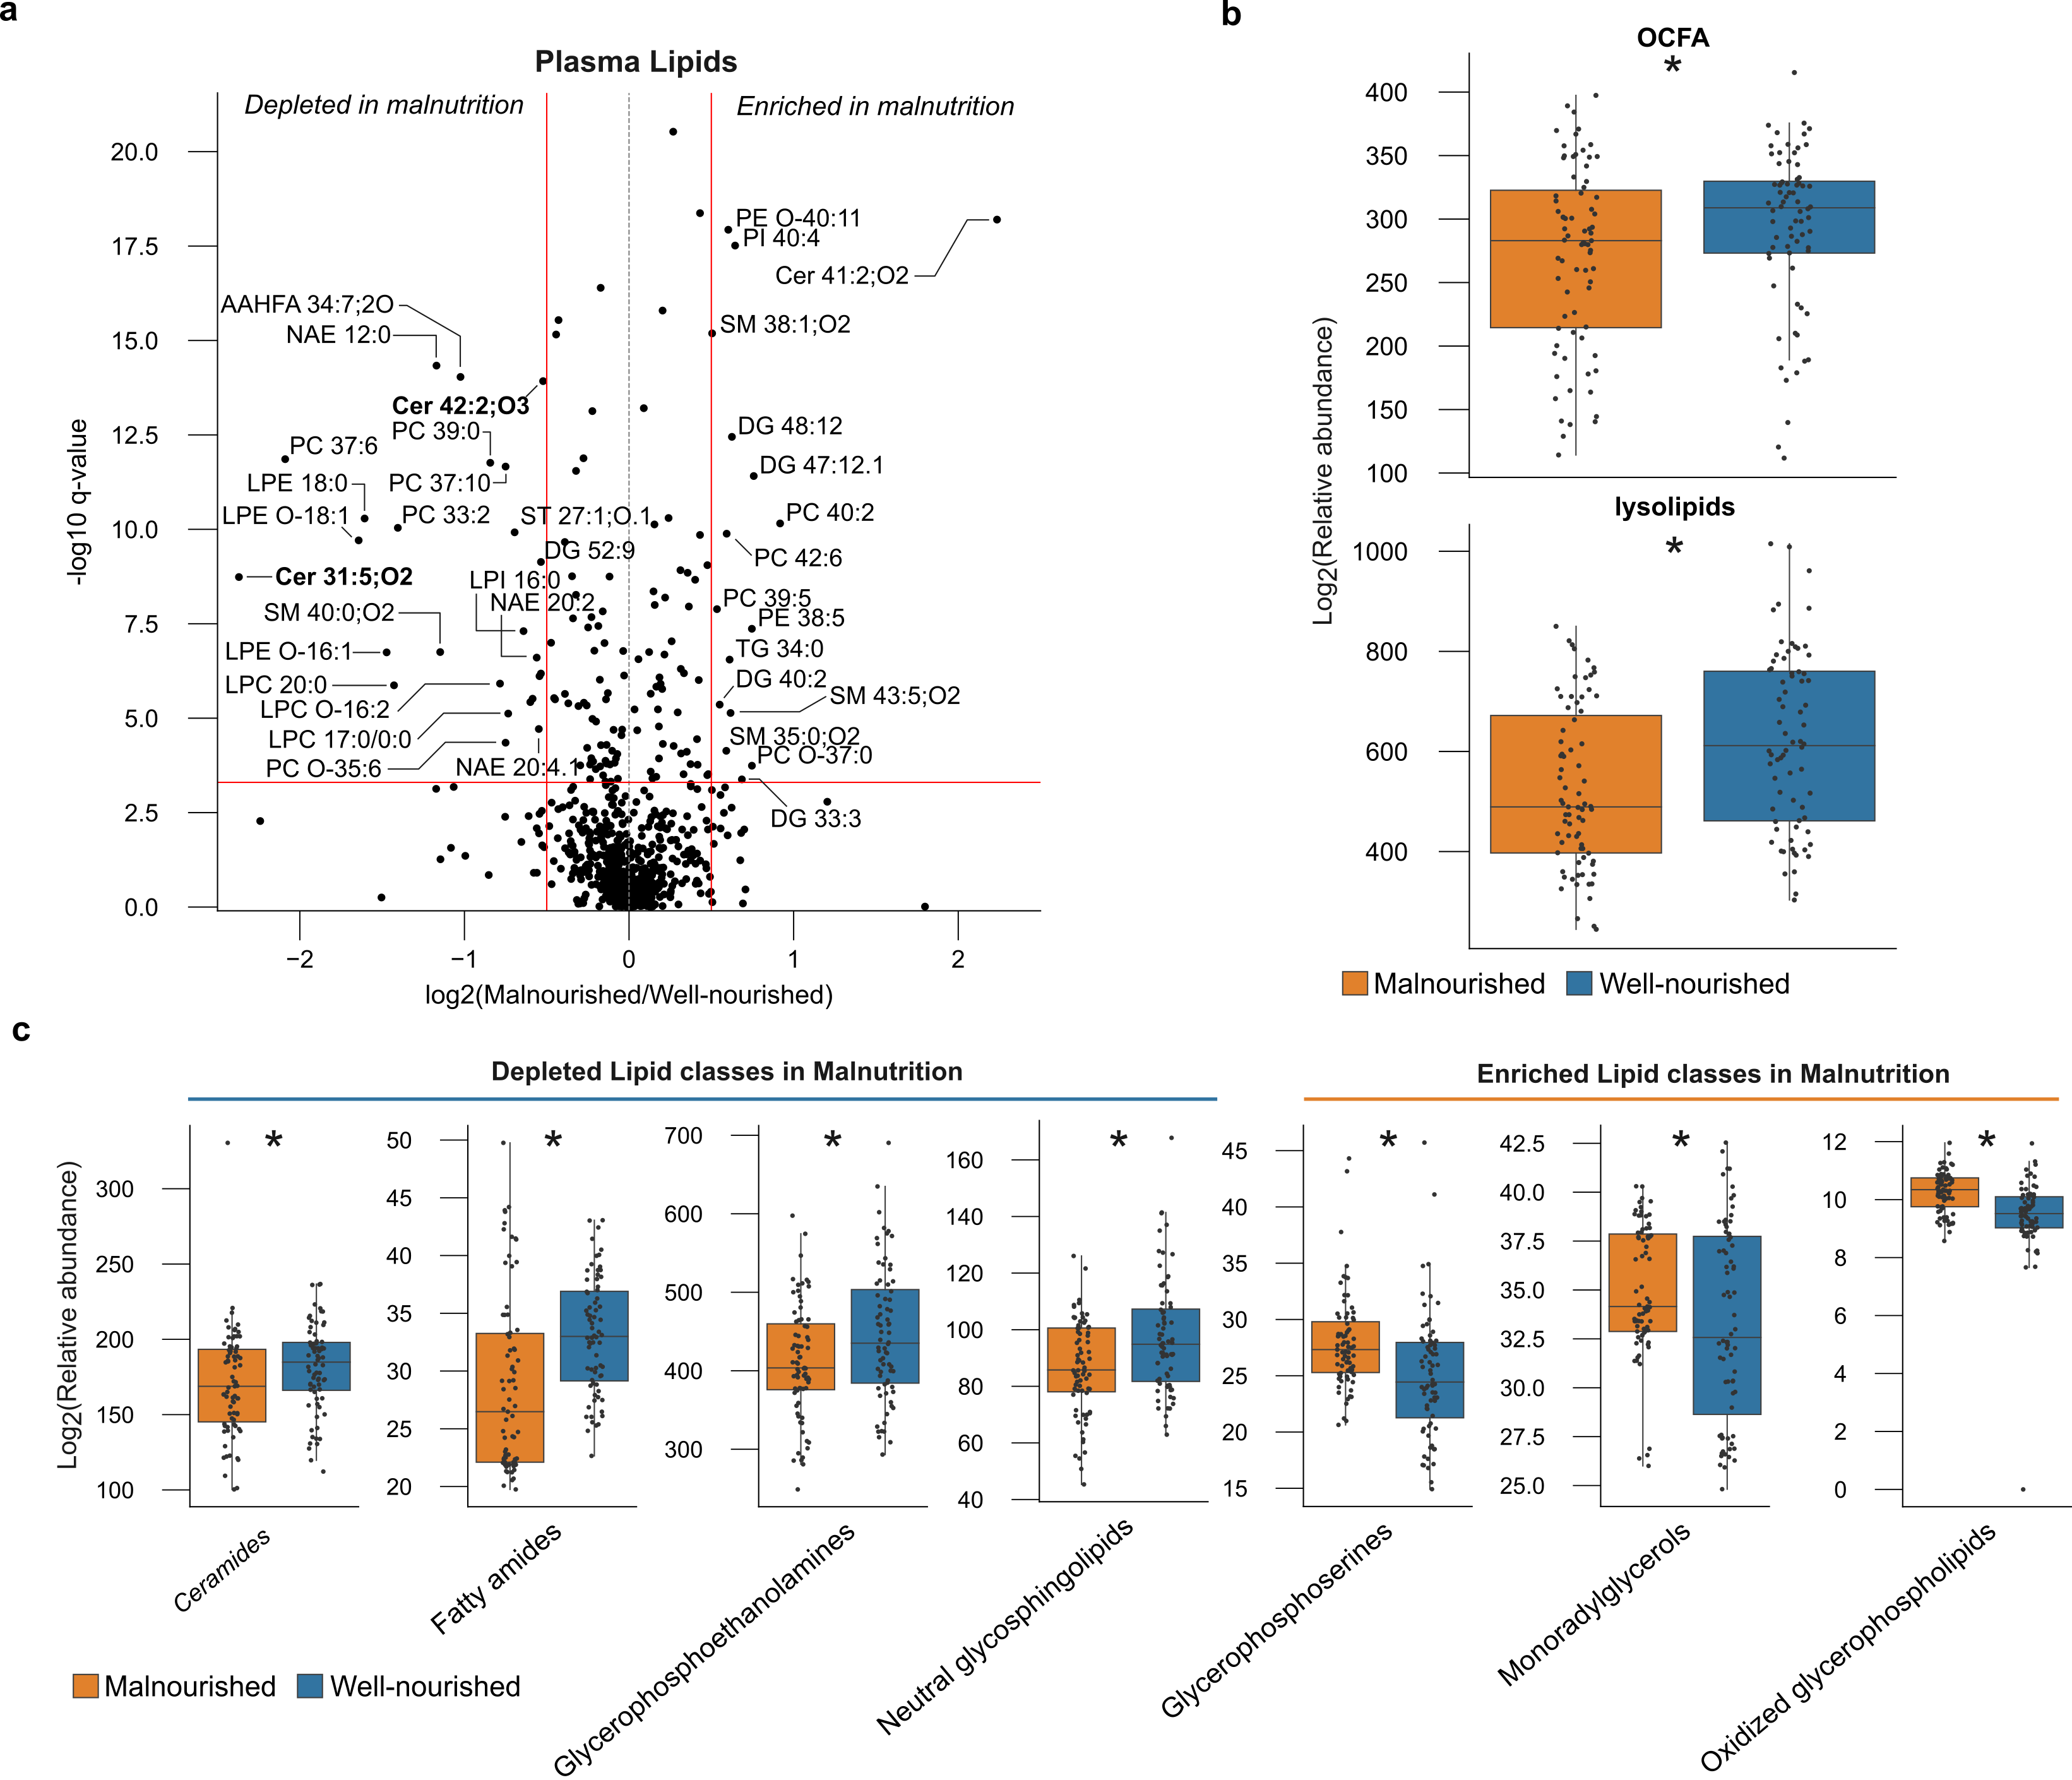 a
Plasma Lipids
Depleted in malnutrition
Enriched in malnutrition
-log10 q-value
20.0
17.5
15.0
12.5
10.0
7.5
5.0
2.5
0.0
PE O-40:11
PI 40:4
Cer 41:2;O2
AAHFA 34:7;2O
NAE 12:0
SM 38:1;O2
Cer 42:2;O3
PC 39:0
DG 48:12
PC 37:6
DG 47:12.1
LPE 18:0
PC 37:10
LPE O-18:1
PC 33:2
ST 27:1;O.1
PC 40:2
DG 52:9
PC 42:6
Cer 31:5;O2
LPI 16:0
NAE 20:2
PC 39:5
SM 40:0;O2
PE 38:5
LPE O-16:1
TG 34:0
LPC 20:0
DG 40:2
SM 43:5;O2
LPC O-16:2
LPC 17:0/0:0
SM 35:0;O2
PC O-35:6
NAE 20:4.1
PC O-37:0
DG 33:3
−2
−1
0
1
2
log2(Malnourished/Well-nourished)
b
OCFA
*
400
350
300
250
200
150
100
Log2(Relative abundance)
lysolipids
*
1000
800
600
400
Malnourished
Well-nourished
c
Depleted Lipid classes in Malnutrition
Enriched Lipid classes in Malnutrition
Log2(Relative abundance)
*
300
250
200
150
100
Ceramides
*
50
45
40
35
30
25
20
Fatty amides
*
700
600
500
400
300
Glycerophosphoethanolamines
*
160
140
120
100
80
60
40
Neutral glycosphingolipids
*
45
40
35
30
25
20
15
Glycerophosphoserines
*
42.5
40.0
37.5
35.0
32.5
30.0
27.5
25.0
Monoradylglycerols
*
12
10
8
6
4
2
0
Oxidized glycerophospholipids
Malnourished
Well-nourished